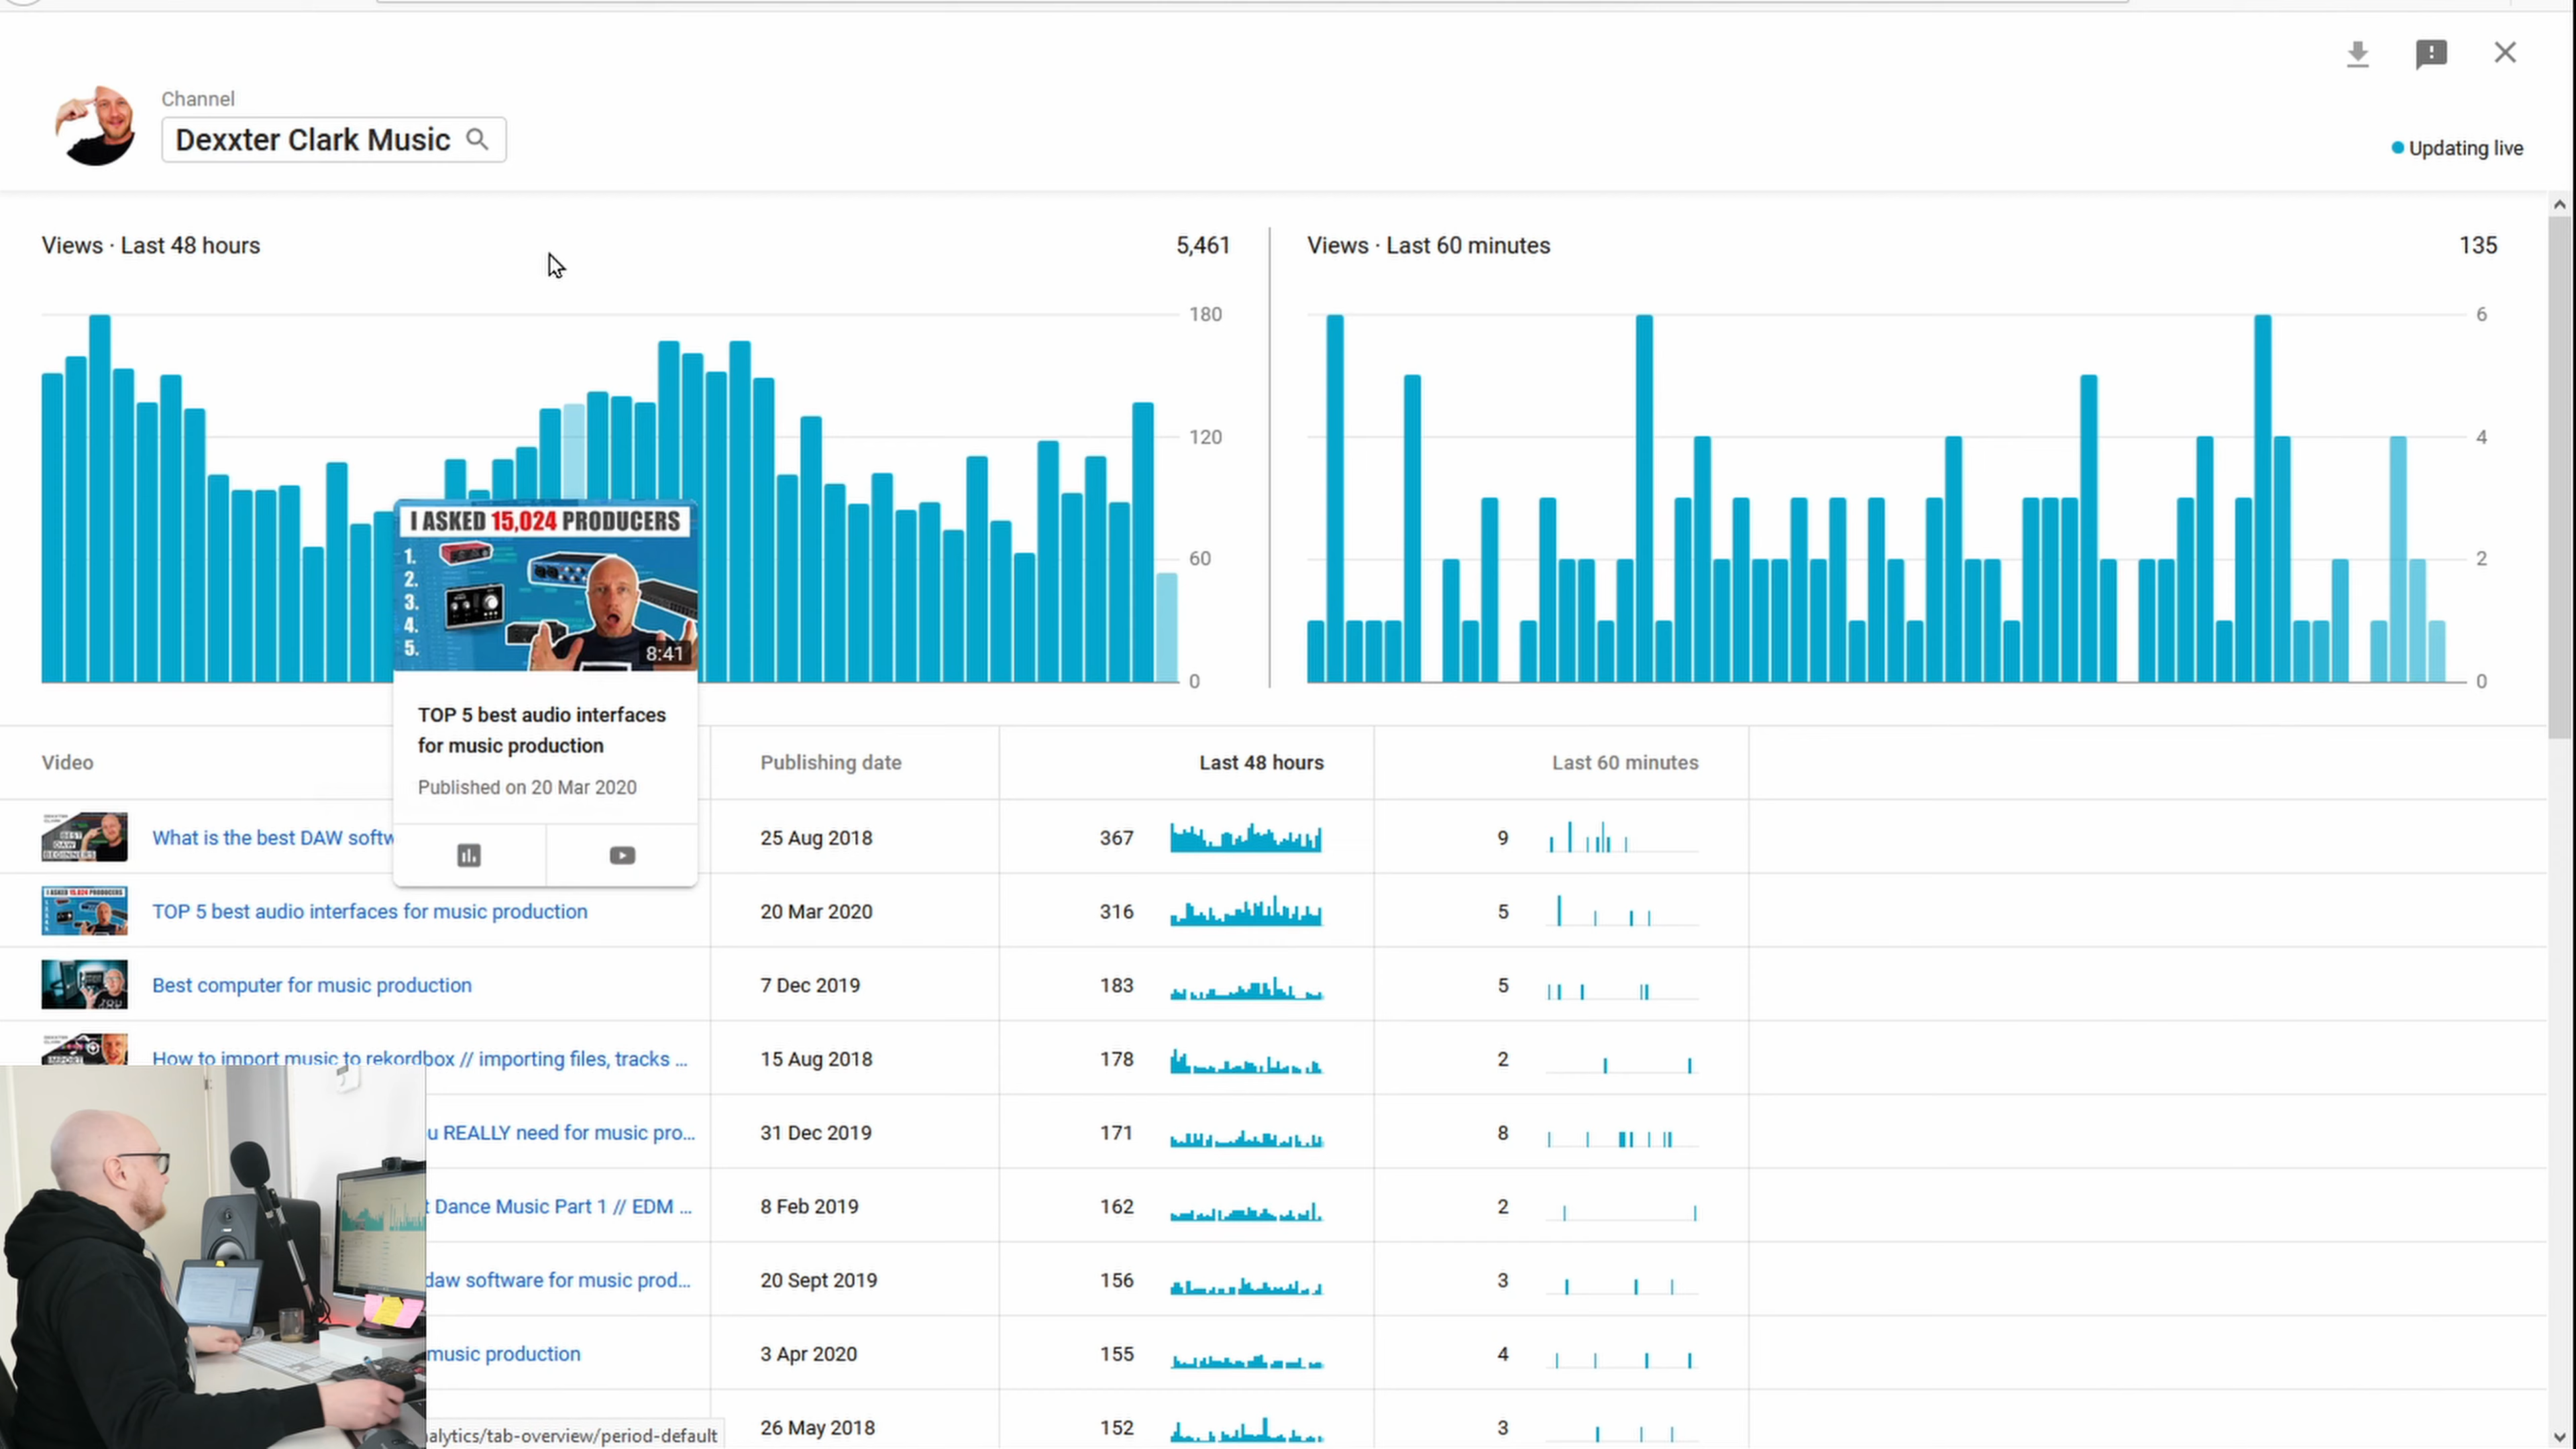 Channel
Dexxter Clark Music
Updating live
Views · Last 48 hours
5,461
180
120
60
0
Views · Last 60 minutes
135
6
4
2
0
I ASKED 15,024 PRODUCERS
1.
2.
3.
4.
5.
8:41
TOP 5 best audio interfaces
for music production
Published on 20 Mar 2020
Video
Publishing date
Last 48 hours
Last 60 minutes
What is the best DAW softw
25 Aug 2018
367
9
TOP 5 best audio interfaces for music production
20 Mar 2020
316
5
Best computer for music production
7 Dec 2019
183
5
How to import music to rekordbox // importing files, tracks ...
15 Aug 2018
178
2
u REALLY need for music pro...
31 Dec 2019
171
8
t Dance Music Part 1 // EDM ...
8 Feb 2019
162
2
daw software for music prod...
20 Sept 2019
156
3
music production
3 Apr 2020
155
4
26 May 2018
152
3
alytics/tab-overview/period-default